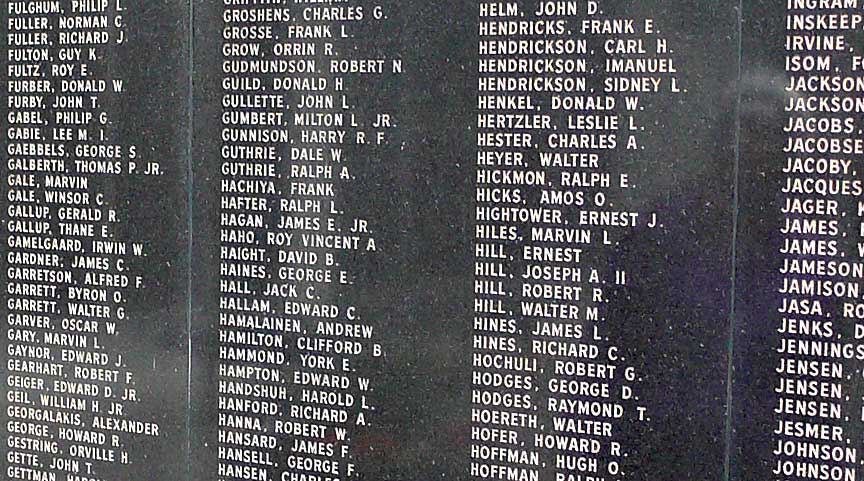 FULGHUM, PHILIP L.
FULLER, NORMAN C.
FULLER, RICHARD J.
FULTON, GUY K.
FULTZ, ROY E.
FURBER, DONALD W.
FURBY, JOHN T.
GABEL, PHILIP G.
GABIE, LEE M. I.
GAEBBELS, GEORGE S
GALBERTH, THOMAS P. JR.
GALE, MARVIN
GALE, WINSOR C.
GALLUP, GERALD R.
GALLUP, THANE E.
GAMELGAARD, IRWIN W.
GARDNER, JAMES C.
GARRETSON, ALFRED F.
GARRETT, BYRON O.
GARRETT, WALTER G.
GARVER, OSCAR W.
GARY, MARVIN L.
GAYNOR, EDWARD J.
GEARHART, ROBERT F.
GEIGER, EDWARD D. JR.
GEIL, WILLIAM H. JR.
GEORGALAKIS, ALEXANDER
GEORGE, HOWARD R.
GESTRING, ORVILLE H.
GETTE, JOHN T.
GETTMAN,
GROSHENS, CHARLES G.
GROSSE, FRANK L.
GROW, ORRIN R.
GUDMUNDSON, ROBERT N.
GUILD, DONALD H.
GULLETTE, JOHN L.
GUMBERT, MILTON L. JR.
GUNNISON, HARRY R. F.
GUTHRIE, DALE W.
GUTHRIE, RALPH A.
HACHIYA, FRANK
HAFTER, RALPH L.
HAGAN, JAMES E. JR.
HAHO, ROY VINCENT A
HAIGHT, DAVID B.
HAINES, GEORGE E.
HALL, JACK C.
HALLAM, EDWARD C.
HAMALAINEN, ANDREW
HAMILTON, CLIFFORD B.
HAMMOND, YORK E.
HAMPTON, EDWARD W.
HANDSHUH, HAROLD L.
HANFORD, RICHARD A.
HANNA, ROBERT W.
HANSARD, JAMES F.
HANSELL, GEORGE F.
HANSEN, CHARLES
HELM, JOHN D.
HENDRICKS, FRANK E.
HENDRICKSON, CARL H.
HENDRICKSON, IMANUEL
HENDRICKSON, SIDNEY L.
HENKEL, DONALD W.
HERTZLER, LESLIE L.
HESTER, CHARLES A.
HEYER, WALTER
HICKMON, RALPH E.
HICKS, AMOS O.
HIGHTOWER, ERNEST J.
HILES, MARVIN L.
HILL, ERNEST
HILL, JOSEPH A. II
HILL, ROBERT R.
HILL, WALTER M.
HINES, JAMES L.
HINES, RICHARD C.
HOCHULI, ROBERT G.
HODGES, GEORGE D.
HODGES, RAYMOND T.
HOERETH, WALTER
HOFER, HOWARD R.
HOFFMAN, HUGH O.
HOFFMAN, RALPH
INGRAM
INSKEEP
IRVINE,
ISOM,
JACKSON
JACKSON
JACOBS
JACOBSE
JACOBY,
JACQUES
JAGER,
JAMES,
JAMES,
JAMESON
JAMISON
JASA, RO
JENKS, D
JENNINGS
JENSEN,
JENSEN,
JENSEN,
JESMER,
JOHNSON,
JOHNSON